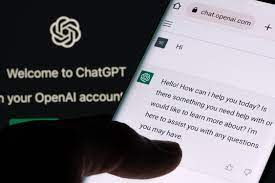 Welcome to ChatGPT
n your OpenAI account
chat.openai.com
Hi
Hello! How can I help you today? Is
there something you need help with or
would like to learn more about? I'm
here to assist you with any questions
you may have.